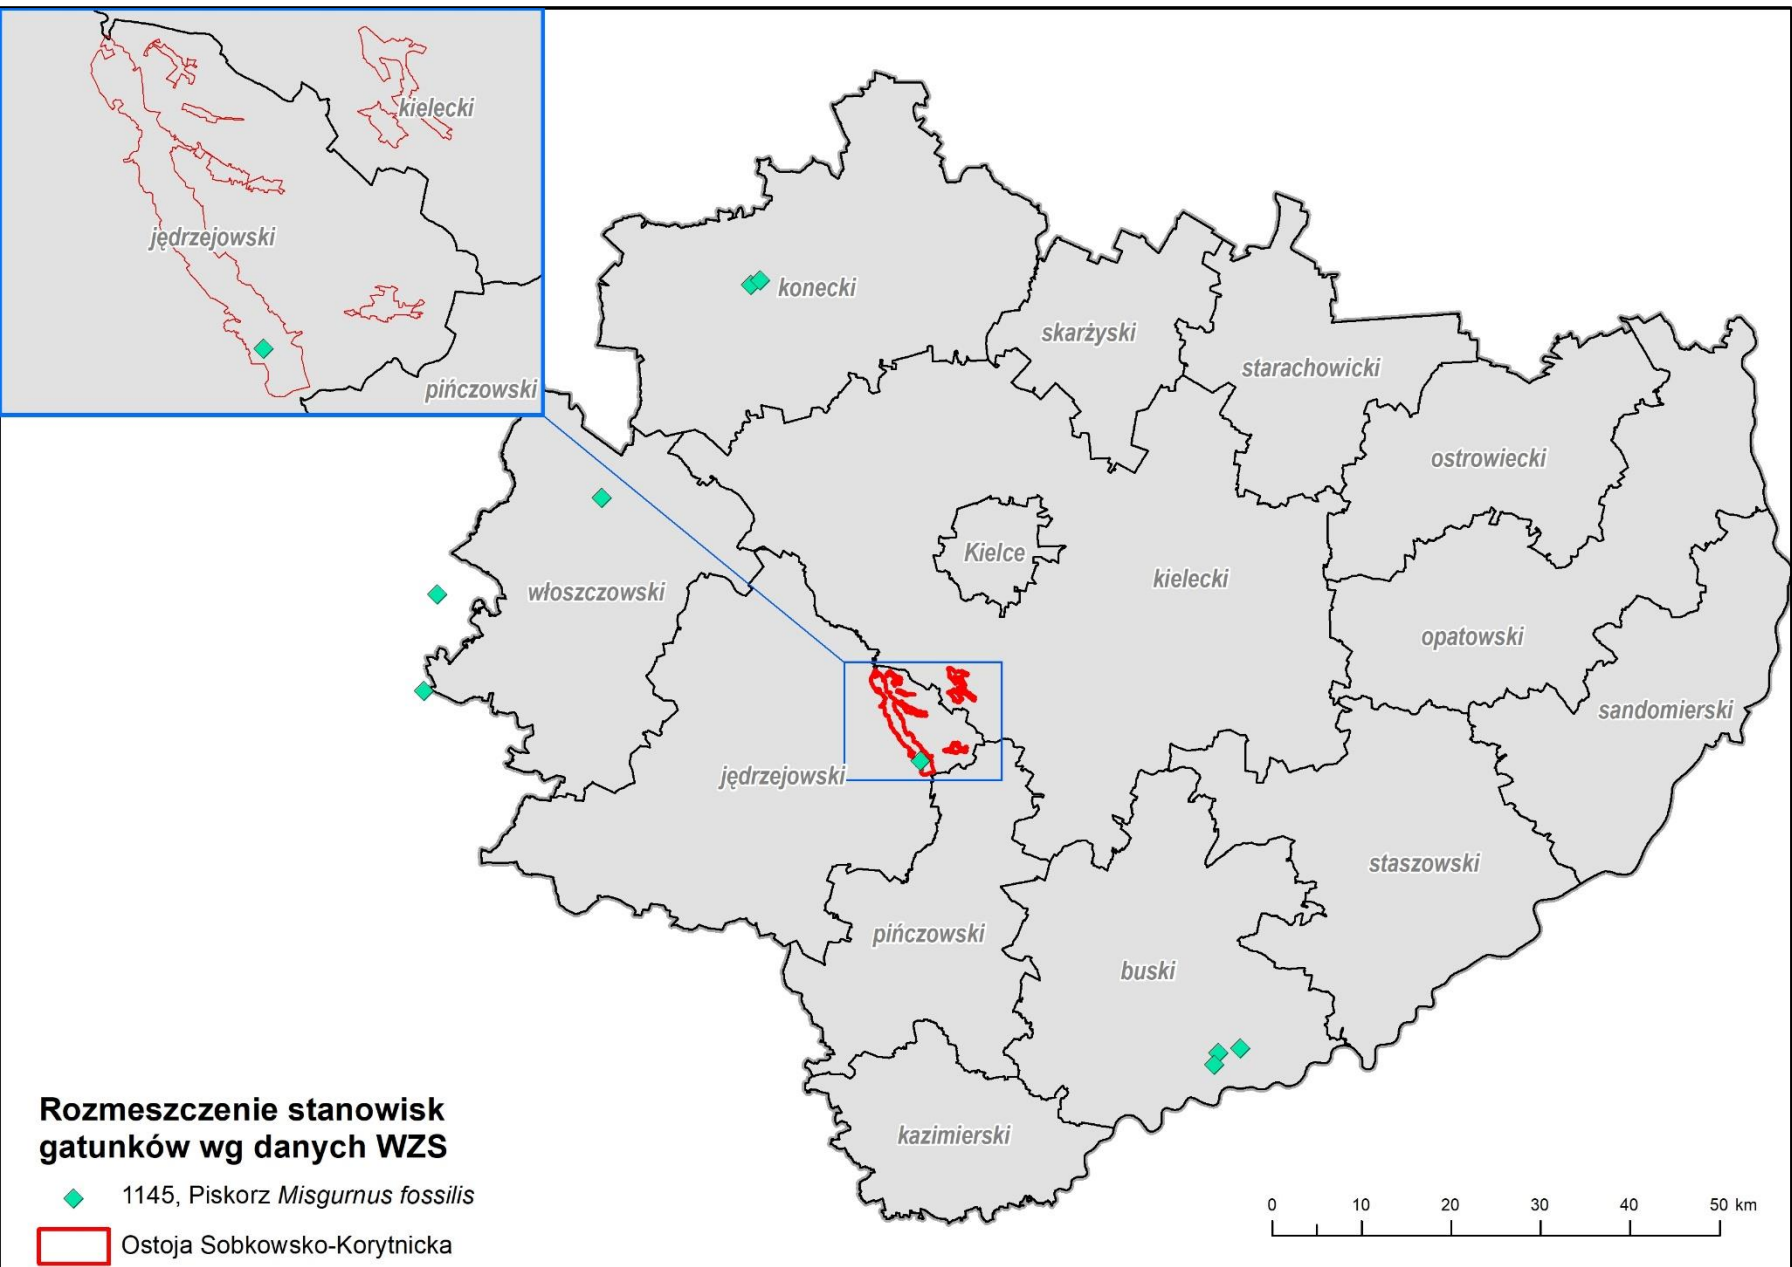 kielecki
jędrzejowski
pińczowski
konecki
skarżyski
starachowicki
ostrowiecki
Kielce
kielecki
włoszczowski
opatowski
sandomierski
jędrzejowski
staszowski
pińczowski
buski
kazimierski
Rozmeszczenie stanowisk
gatunków wg danych WZS
1145, Piskorz Misgurnus fossilis
Ostoja Sobkowsko-Korytnicka
0 10 20 30 40 50 km